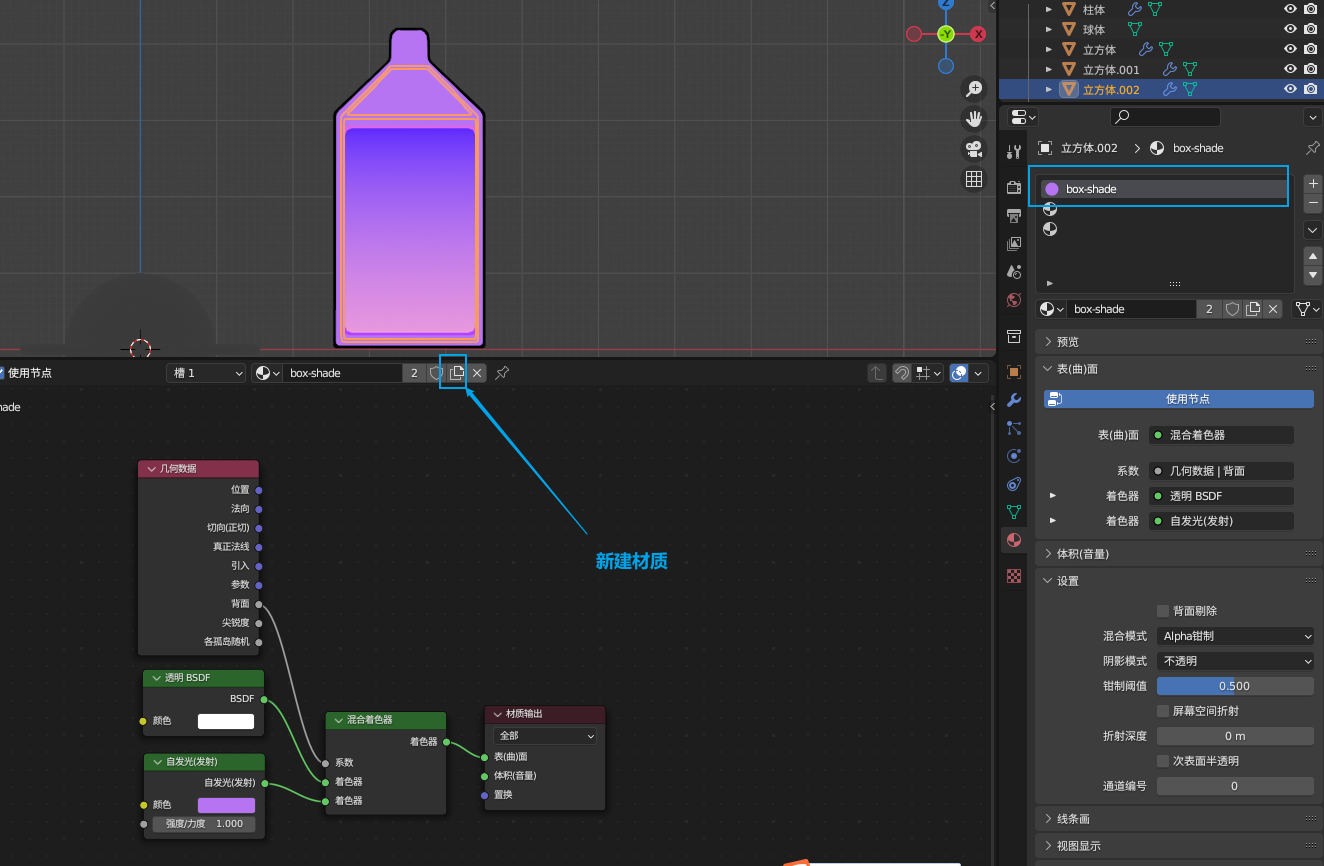 Z
-Y
X
柱体
球体
立方体
立方体.001
立方体.002
立方体.002 > box-shade
box-shade
box-shade 2
预览
表(曲)面
使用节点
表(曲)面 混合着色器
系数 几何数据 | 背面
着色器 透明 BSDF
着色器 自发光(发射)
体积(音量)
设置
背面剔除
混合模式 Alpha钳制
阴影模式 不透明
钳制阈值 0.500
屏幕空间折射
折射深度 0 m
次表面半透明
通道编号 0
线条画
视图显示
使用节点 槽 1 box-shade 2
hade
新建材质
几何数据
位置
法向
切向(正切)
真正法线
引入
参数
背面
尖锐度
各孤岛随机
透明 BSDF
BSDF
颜色
自发光(发射)
自发光(发射)
颜色
强度/力度 1.000
混合着色器
着色器
系数
着色器
着色器
材质输出
全部
表(曲)面
体积(音量)
置换